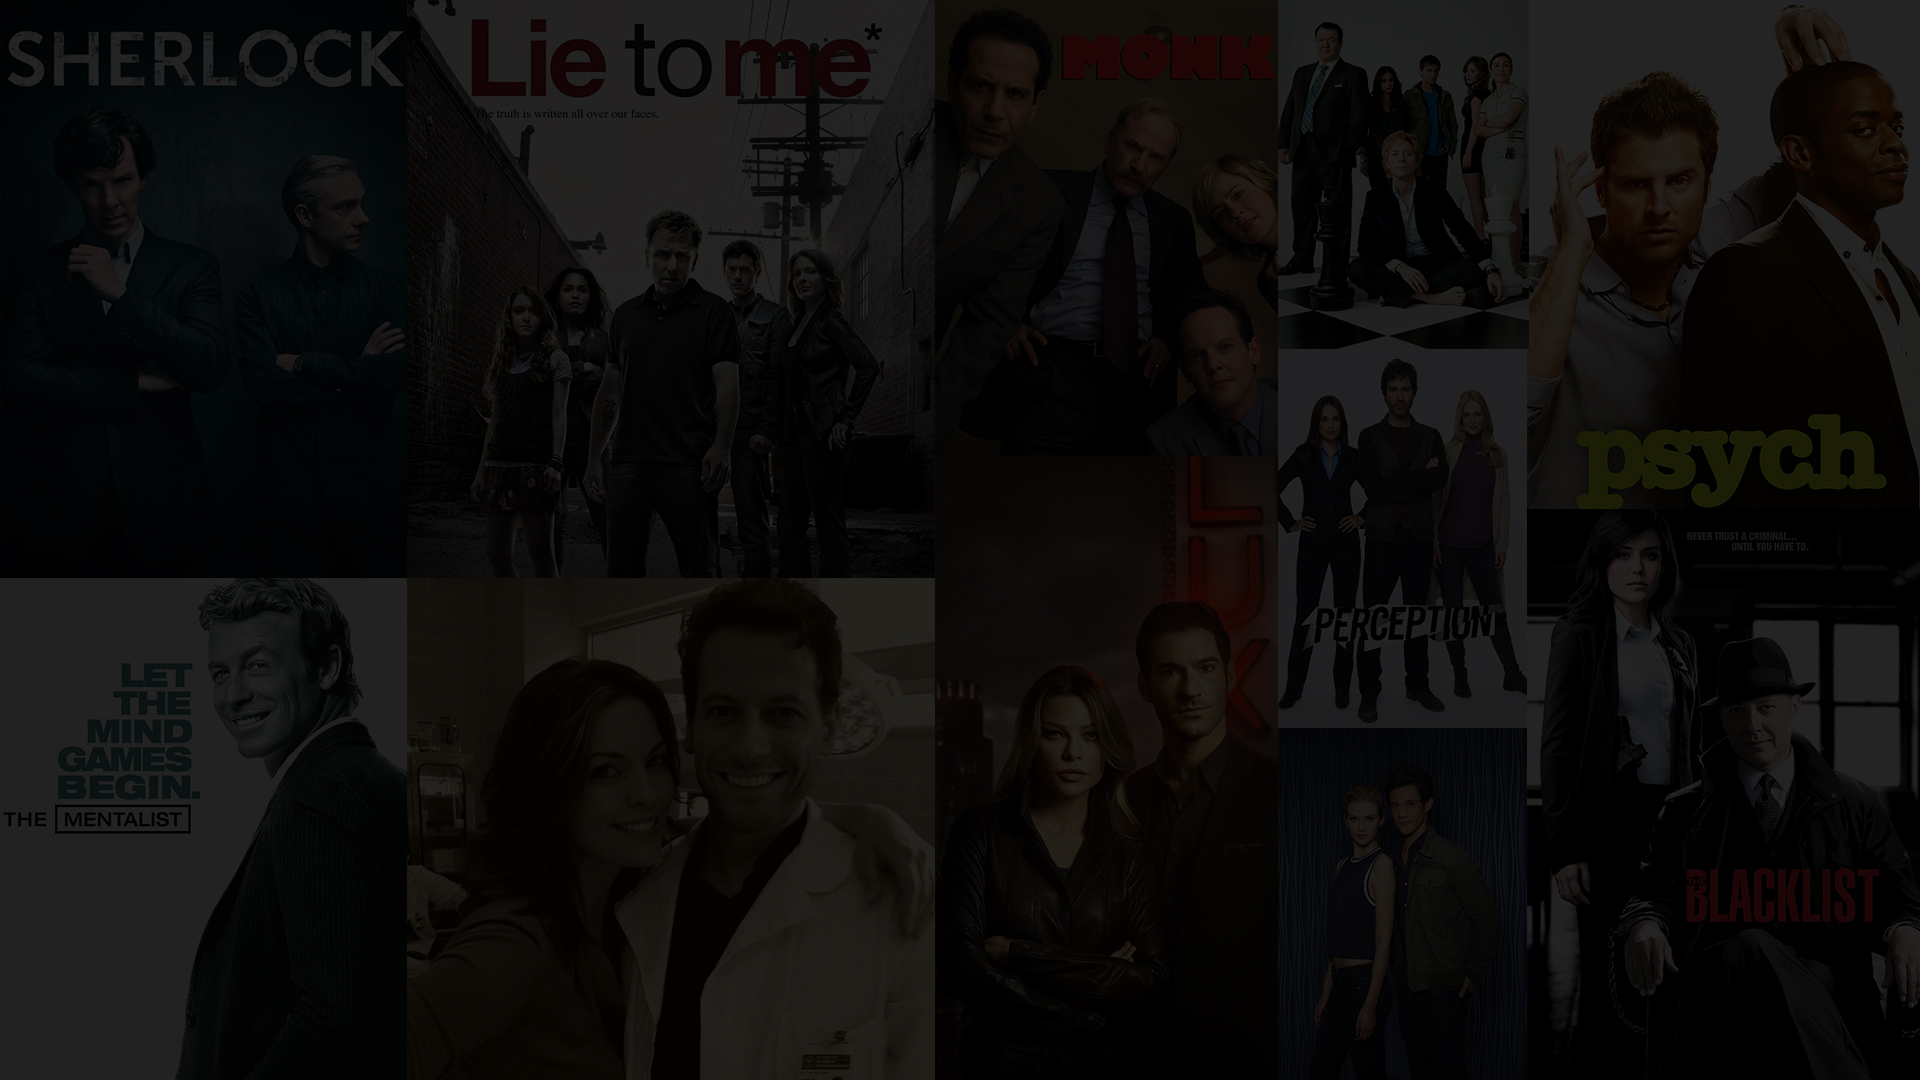 SHERLOCK
Lie to me*
The truth is written all over our faces.
MONK
psych
LET
THE
MIND
GAMES
BEGIN.
THE MENTALIST
LUX
PERCEPTION
NEVER TRUST A CRIMINAL...
UNTIL YOU HAVE TO.
BLACKLIST